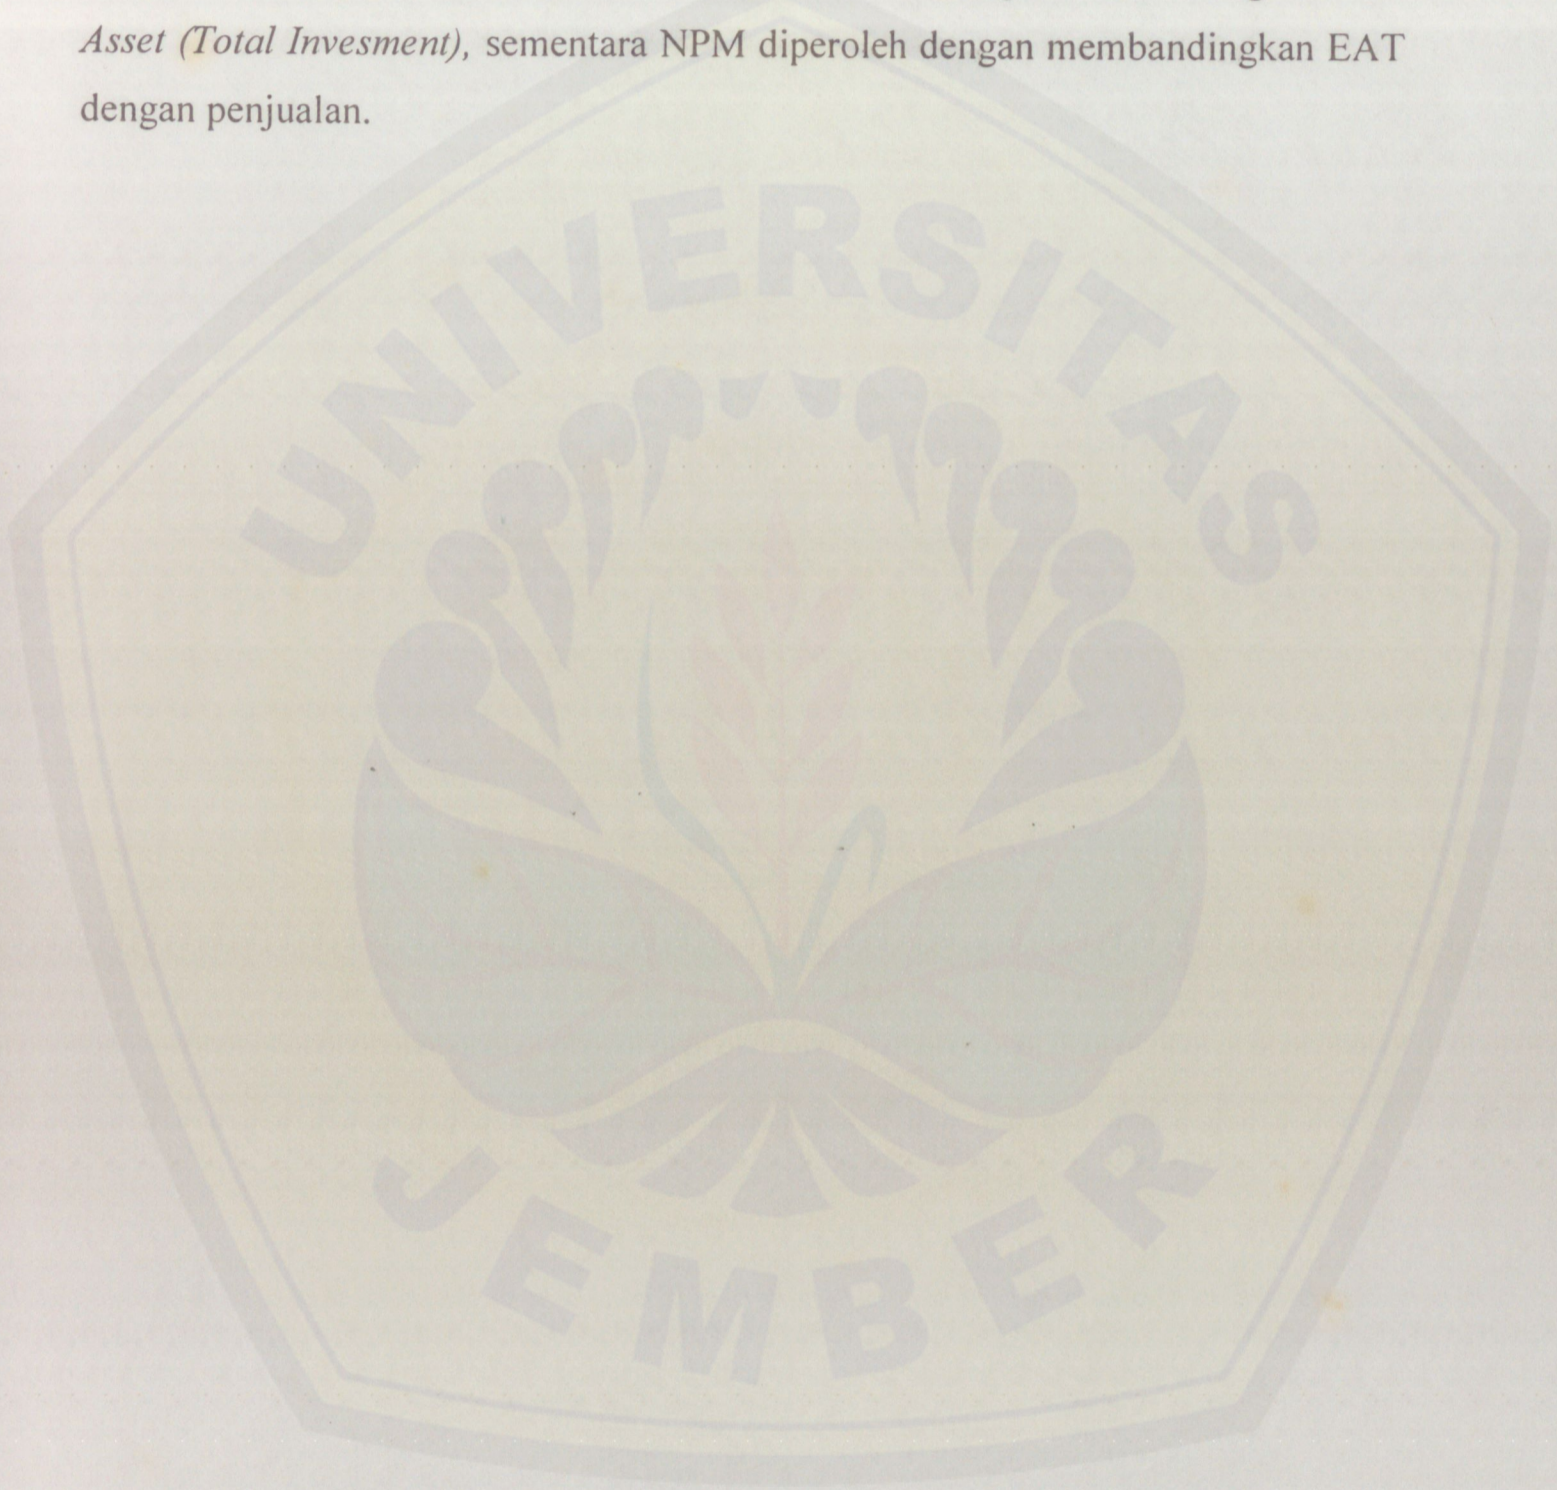 Asset (Total Invesment), sementara NPM diperoleh dengan membandingkan EAT
dengan penjualan.
UNIVERSITAS
JEMBER